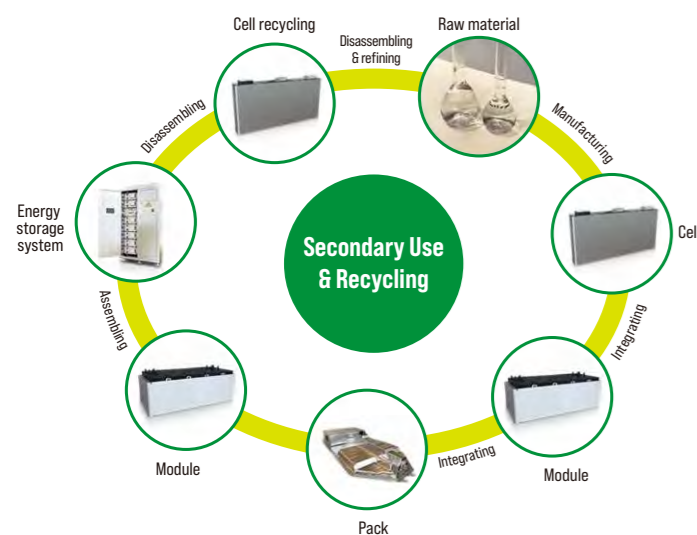 Cell recycling
Disassembling
& refining
Raw material
Manufacturing
Cel
Integrating
Module
Integrating
Pack
Module
Assembling
Energy
storage
system
Disassembling
Secondary Use
& Recycling